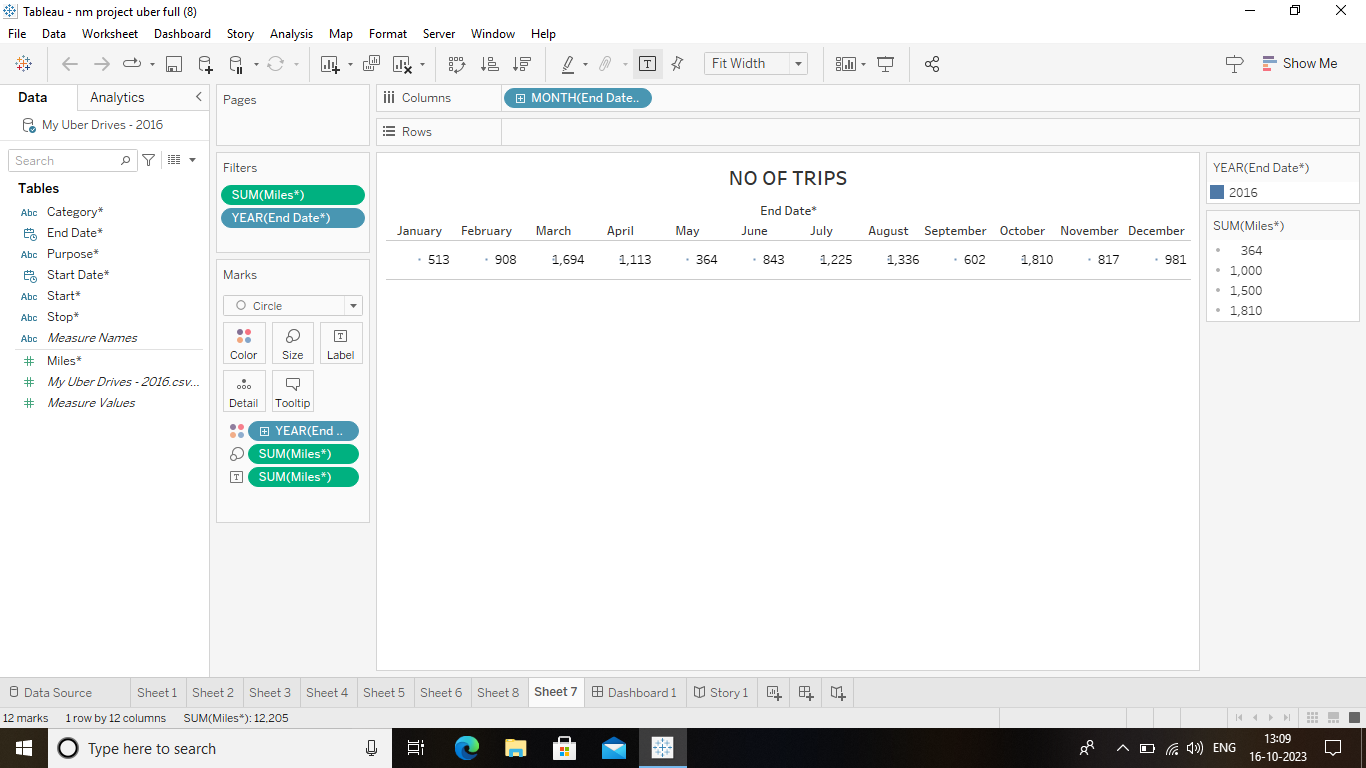 Tableau - nm project uber full (8)
File Data Worksheet Dashboard Story Analysis Map Format Server Window Help
Fit Width
Show Me
Data Analytics
My Uber Drives - 2016
Search
Tables
Abc Category*
End Date*
Abc Purpose*
Start Date*
Abc Start*
Abc Stop*
Abc Measure Names
Miles*
My Uber Drives - 2016.csv...
Measure Values
Pages
Filters
SUM(Miles*)
YEAR(End Date*)
Marks
Circle
Color Size Label
Detail Tooltip
YEAR(End ..
SUM(Miles*)
SUM(Miles*)
Columns MONTH(End Date..
Rows
NO OF TRIPS
End Date*
January February March April May June July August September October November December
513 908 1,694 1,113 364 843 1,225 1,336 602 1,810 817 981
YEAR(End Date*)
2016
SUM(Miles*)
364
1,000
1,500
1,810
Data Source Sheet 1 Sheet 2 Sheet 3 Sheet 4 Sheet 5 Sheet 6 Sheet 8 Sheet 7 Dashboard 1 Story 1
12 marks 1 row by 12 columns SUM(Miles*): 12,205
Type here to search
ENG
13:09
16-10-2023